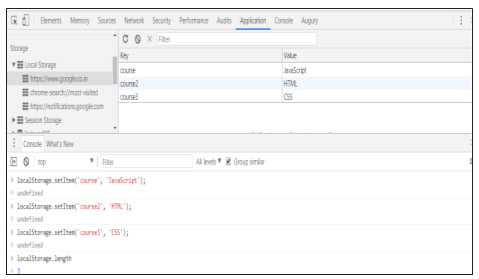 Elements Memory Sources Network Security Performance Audits Application Console Augury
Filter
Storage
Key Value
Local Storage
course JavaScript
https://www.google.co.in
course2 HTML
chrome-search://most-visited
course3 CSS
https://notifications.google.com
Session Storage
Console What's New
top Filter All levels Group similar
> localStorage.setItem('course', 'JavaScript');
undefined
> localStorage.setItem('course2', 'HTML');
undefined
> localStorage.setItem('course3', 'CSS');
undefined
> localStorage.length
3